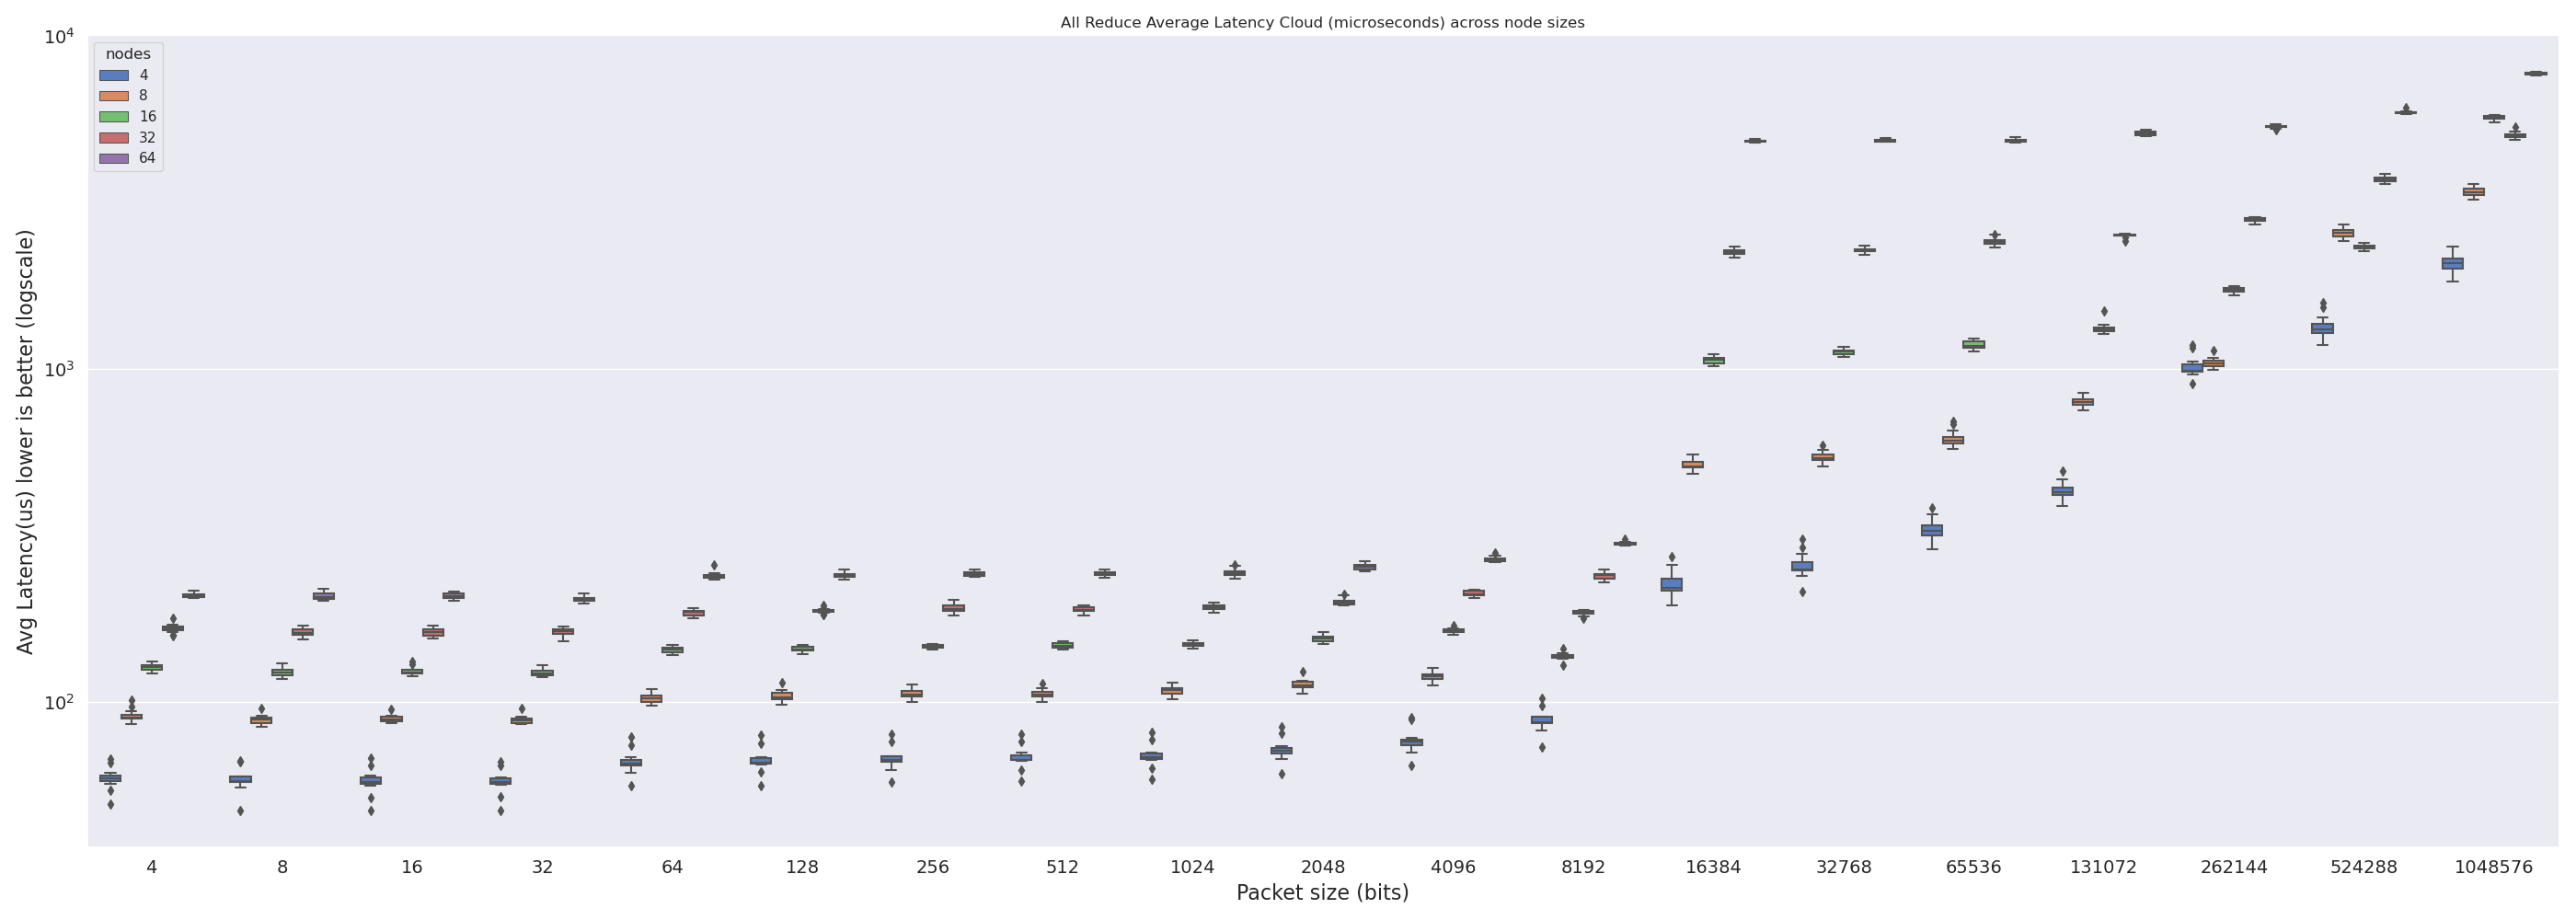 All Reduce Average Latency Cloud (microseconds) across node sizes
nodes
4
8
16
32
64
10^4
10^3
10^2
Avg Latency(us) lower is better (logscale)
4 8 16 32 64 128 256 512 1024 2048 4096 8192 16384 32768 65536 131072 262144 524288 1048576
Packet size (bits)